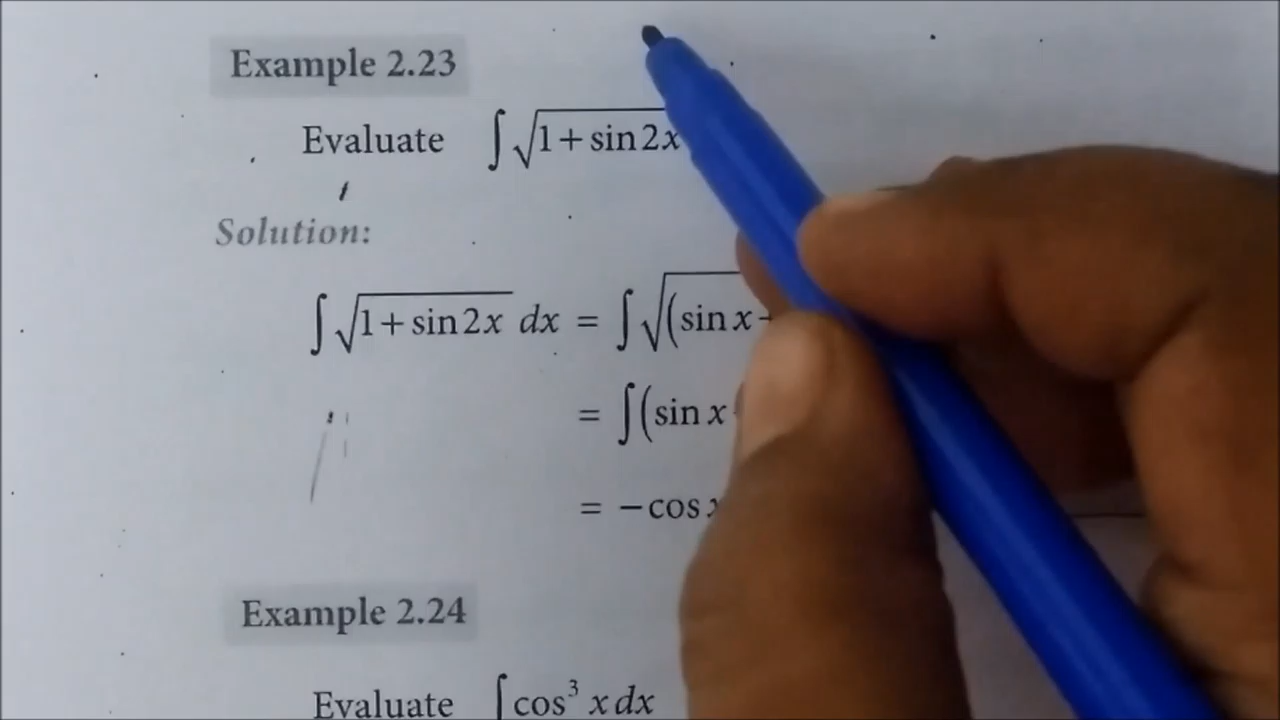 Example 2.23
Evaluate ∫√(1 + sin 2x
Solution:
∫√(1 + sin 2x) dx = ∫√(sin x
= ∫(sin x
= −cos x
Example 2.24
Evaluate ∫cos³ x dx